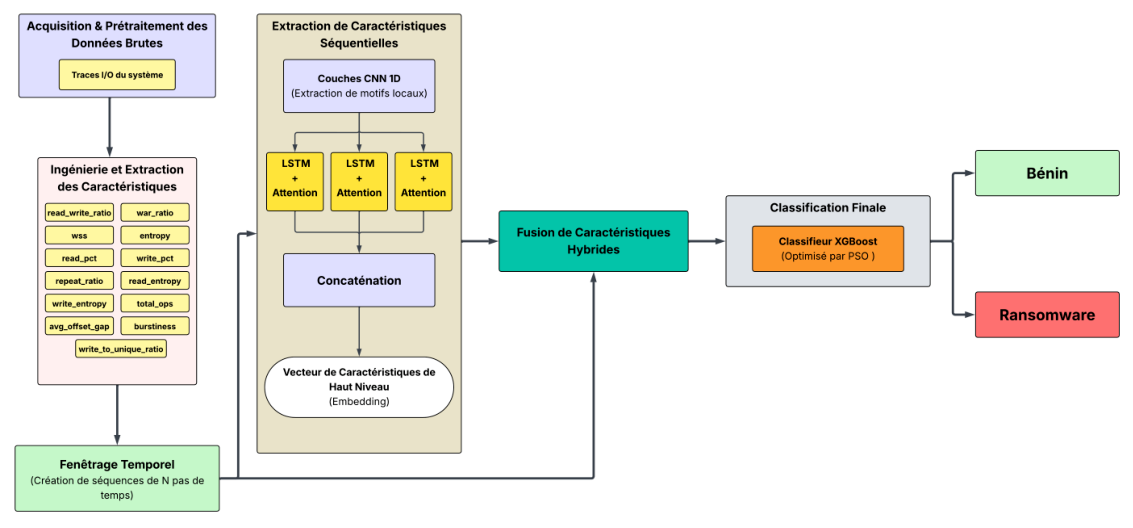 Acquisition & Prétraitement des
Données Brutes
Traces I/O du système
Ingénierie et Extraction
des Caractéristiques
read_write_ratio
war_ratio
wss
entropy
read_pct
write_pct
repeat_ratio
read_entropy
write_entropy
total_ops
avg_offset_gap
burstiness
write_to_unique_ratio
Fenêtrage Temporel
(Création de séquences de N pas de
temps)
Extraction de Caractéristiques
Séquentielles
Couches CNN 1D
(Extraction de motifs locaux)
LSTM
+
Attention
LSTM
+
Attention
LSTM
+
Attention
Concaténation
Vecteur de Caractéristiques de
Haut Niveau
(Embedding)
Fusion de Caractéristiques
Hybrides
Classification Finale
Classifieur XGBoost
(Optimisé par PSO )
Bénin
Ransomware